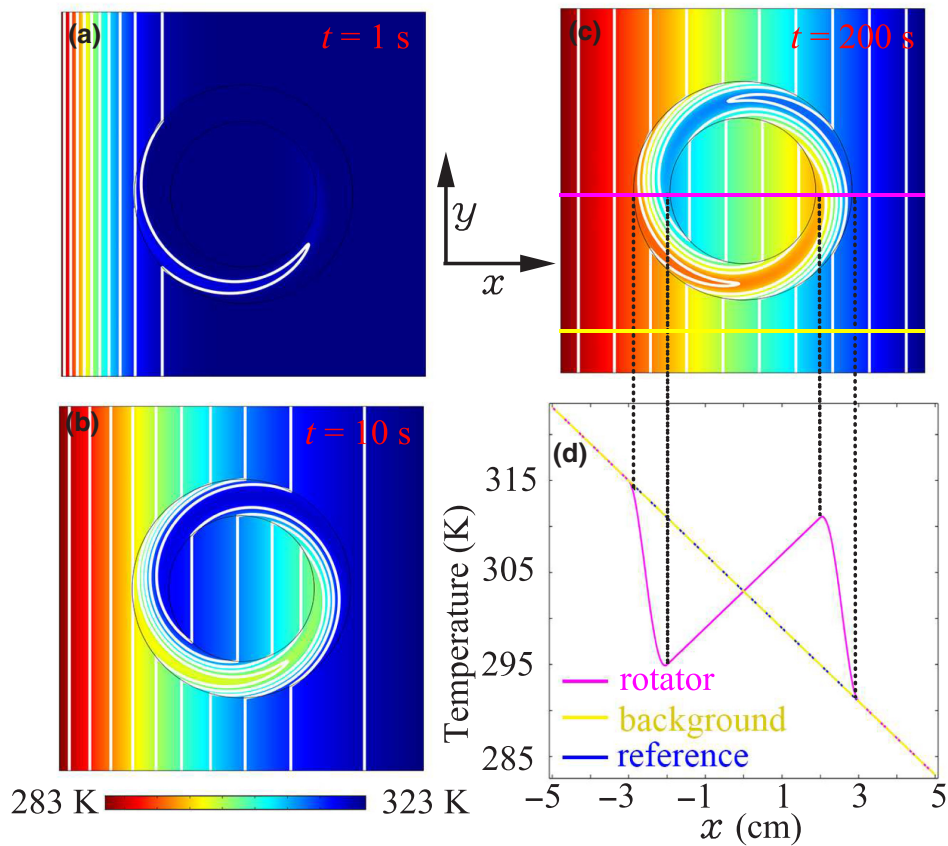 (a)
t = 1 s
(c)
t = 200 s
y
x
(b)
t = 10 s
283 K
323 K
(d)
Temperature (K)
315
305
295
285
rotator
background
reference
−5 −3 −1 1 3 5
x (cm)